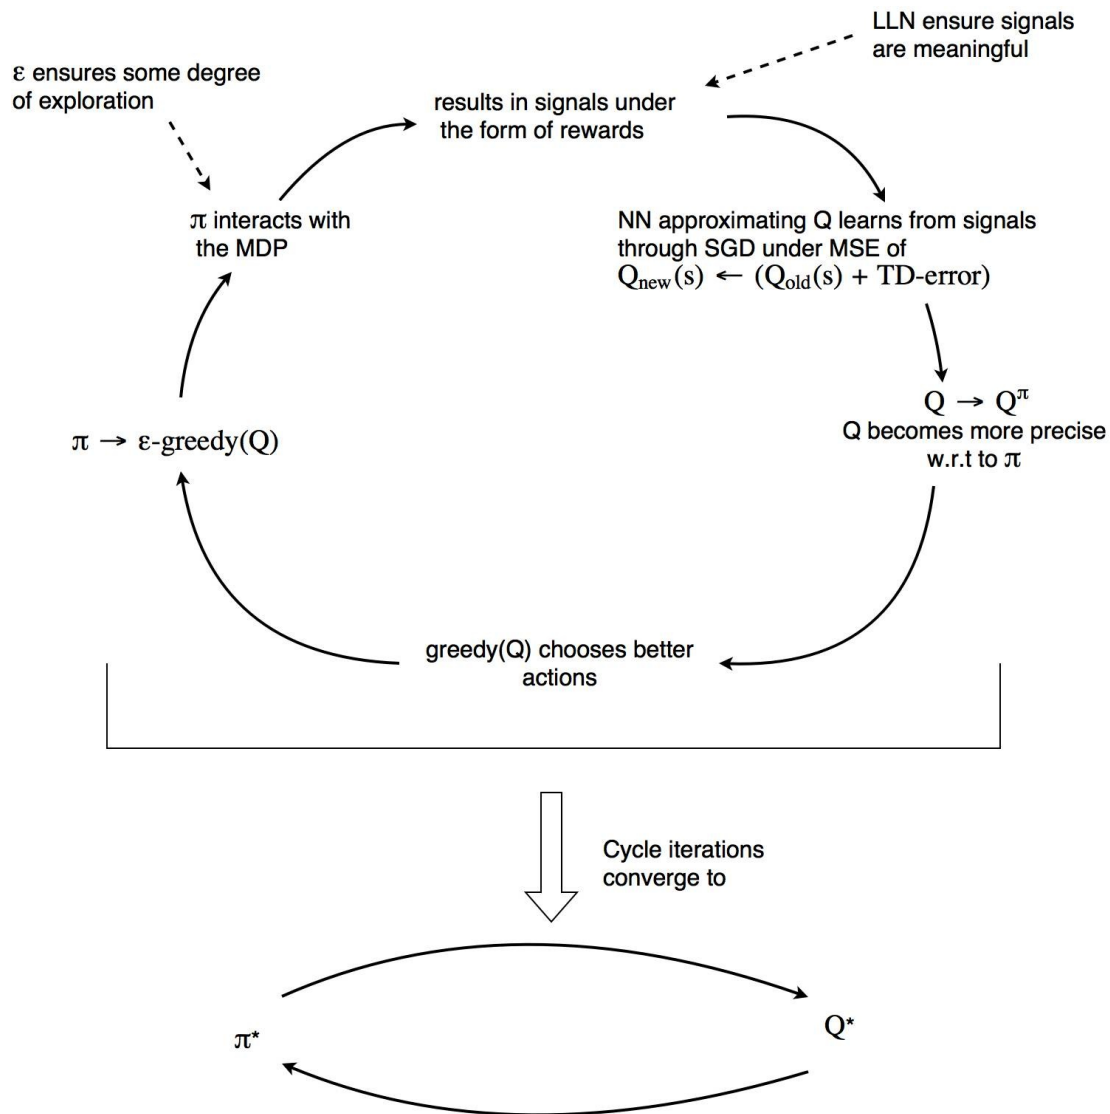 LLN ensure signals
are meaningful
ε ensures some degree
of exploration
results in signals under
the form of rewards
π interacts with
the MDP
NN approximating Q learns from signals
through SGD under MSE of
Qnew(s) ← (Qold(s) + TD-error)
Q → Qπ
Q becomes more precise
w.r.t to π
π → ε-greedy(Q)
greedy(Q) chooses better
actions
Cycle iterations
converge to
π*
Q*